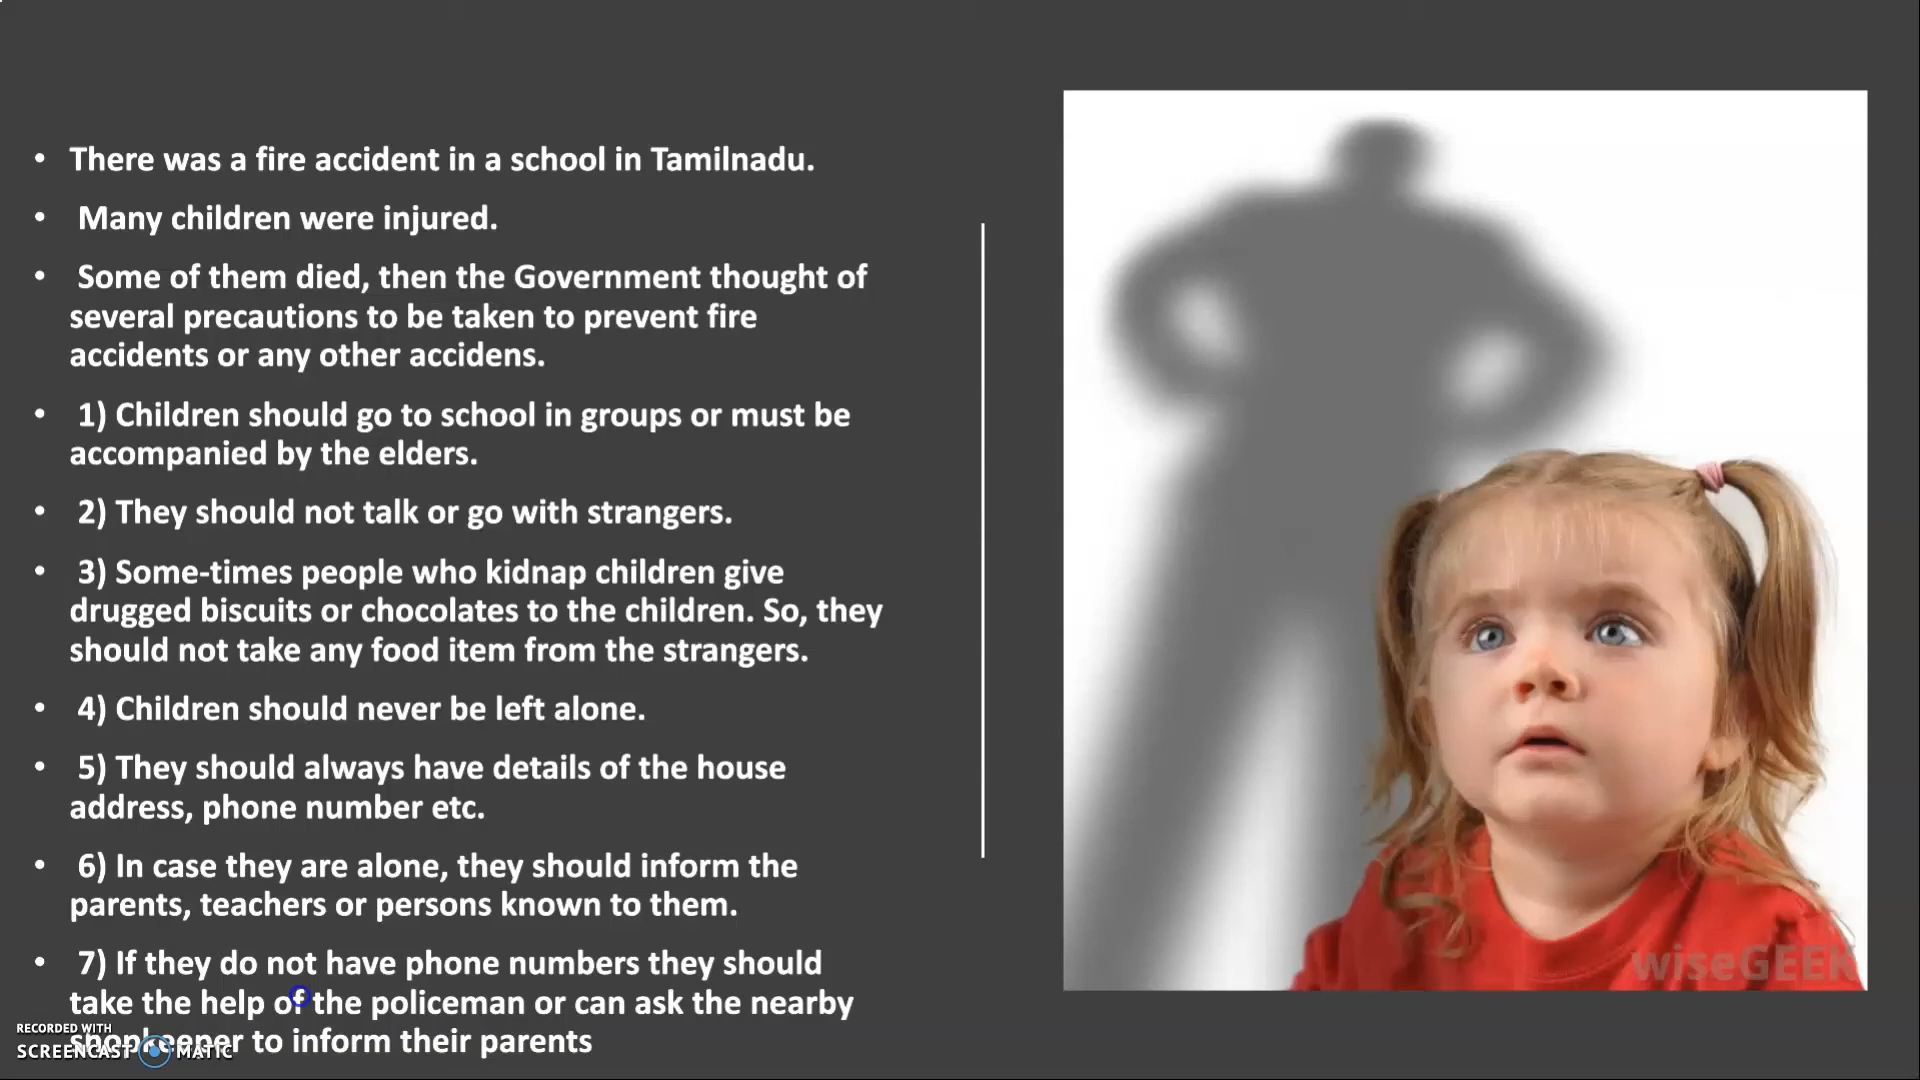 • There was a fire accident in a school in Tamilnadu.
• Many children were injured.
• Some of them died, then the Government thought of
several precautions to be taken to prevent fire
accidents or any other accidens.
• 1) Children should go to school in groups or must be
accompanied by the elders.
• 2) They should not talk or go with strangers.
• 3) Some-times people who kidnap children give
drugged biscuits or chocolates to the children. So, they
should not take any food item from the strangers.
• 4) Children should never be left alone.
• 5) They should always have details of the house
address, phone number etc.
• 6) In case they are alone, they should inform the
parents, teachers or persons known to them.
• 7) If they do not have phone numbers they should
take the help of the policeman or can ask the nearby
shopkeeper to inform their parents
wiseGEEK
RECORDED WITH
SCREENCAST MATIC